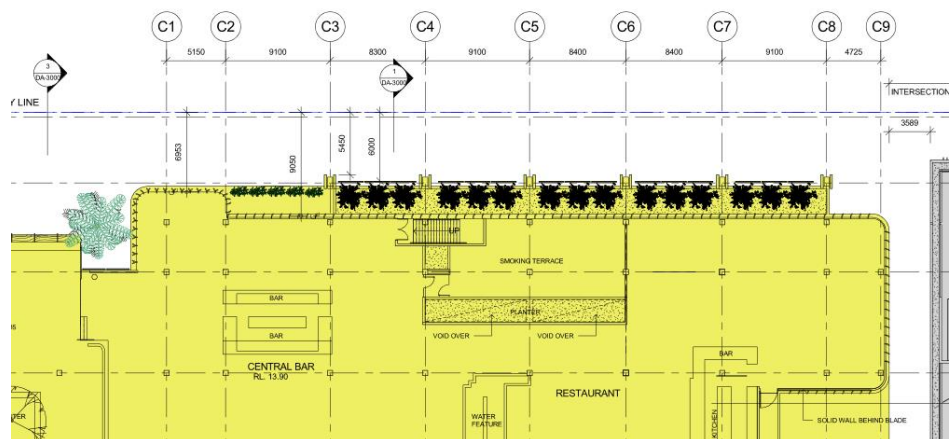 C1 C2 C3 C4 C5 C6 C7 C8 C9
5150 9100 8300 9100 8400 8400 9100 4725
3
DA-3000
1
DA-3000
Y LINE
INTERSECTION
6953
9050
5450
6000
3589
UP
SMOKING TERRACE
BAR
PLANTER
BAR
VOID OVER
VOID OVER
BAR
CENTRAL BAR
RL. 13.90
RESTAURANT
WATER
FEATURE
KITCHEN
SOLID WALL BEHIND BLADE